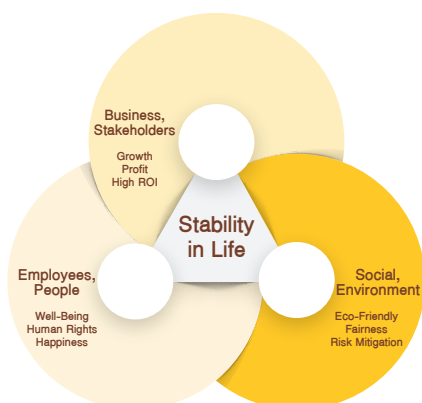 Business,
Stakeholders
Growth
Profit
High ROI
Stability
in Life
Employees,
People
Well-Being
Human Rights
Happiness
Social,
Environment
Eco-Friendly
Fairness
Risk Mitigation